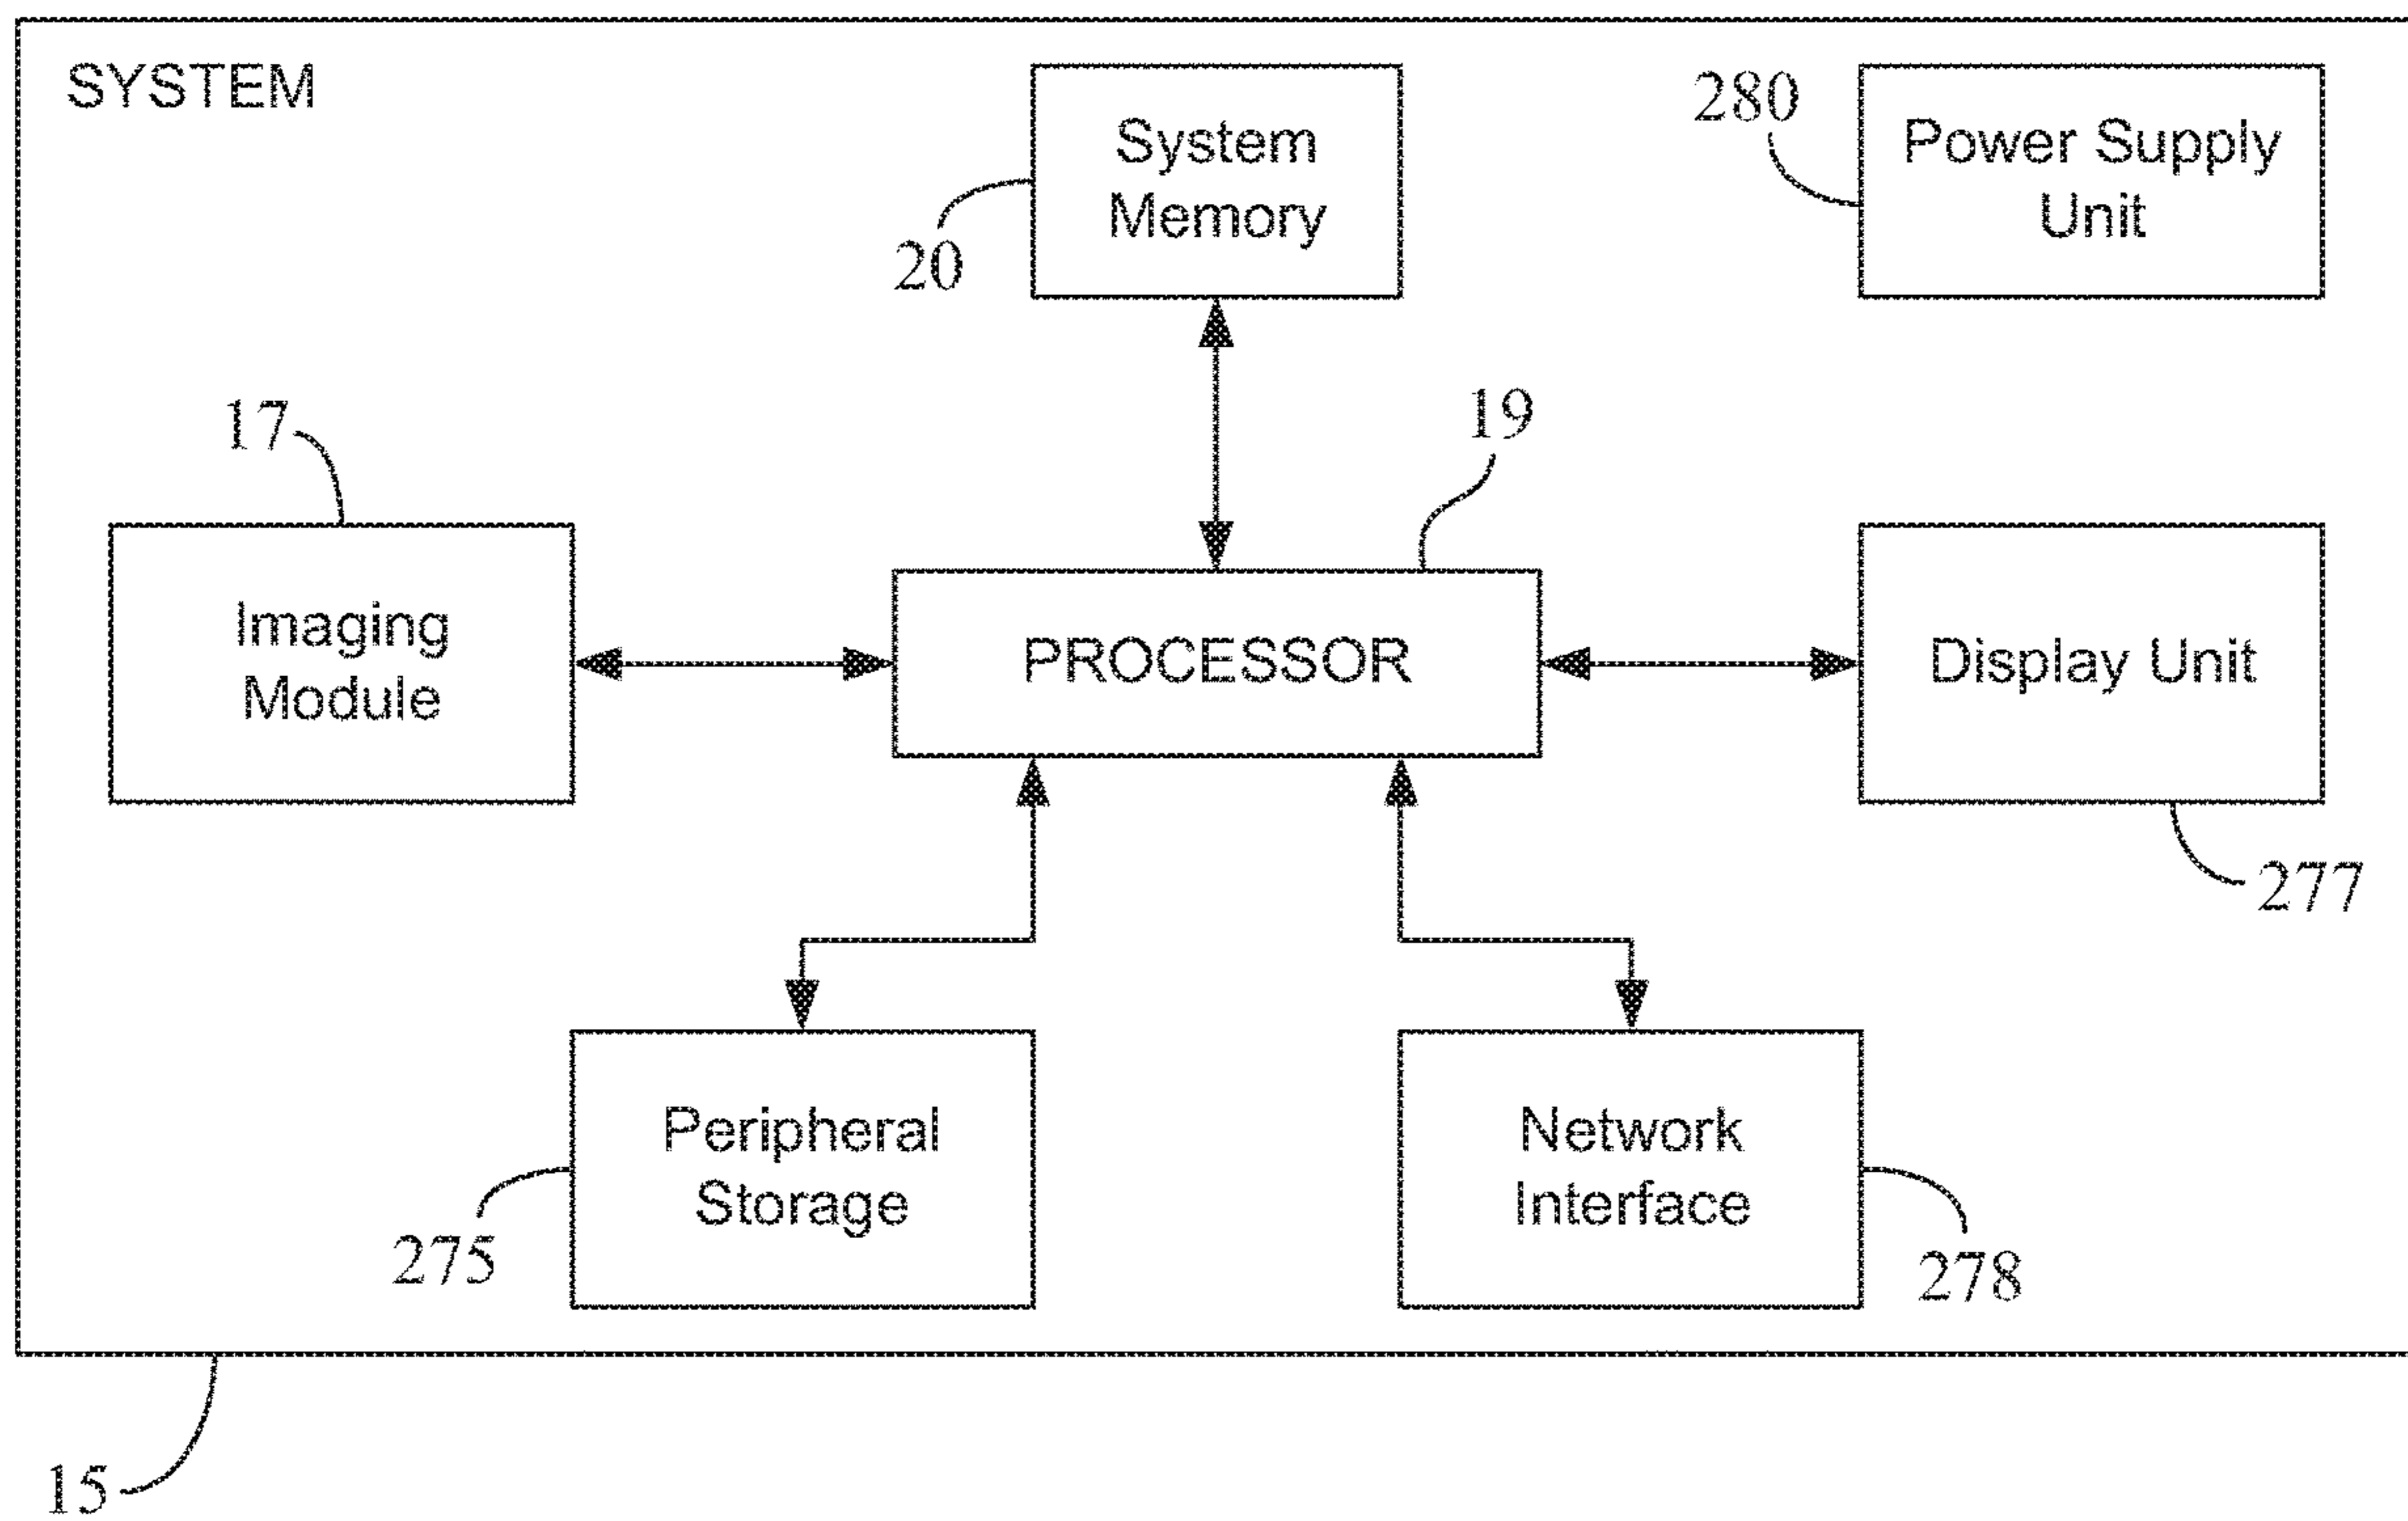 SYSTEM
System
Memory
20
280
Power Supply
Unit
17
19
Imaging
Module
PROCESSOR
Display Unit
277
Peripheral
Storage
275
Network
Interface
278
15